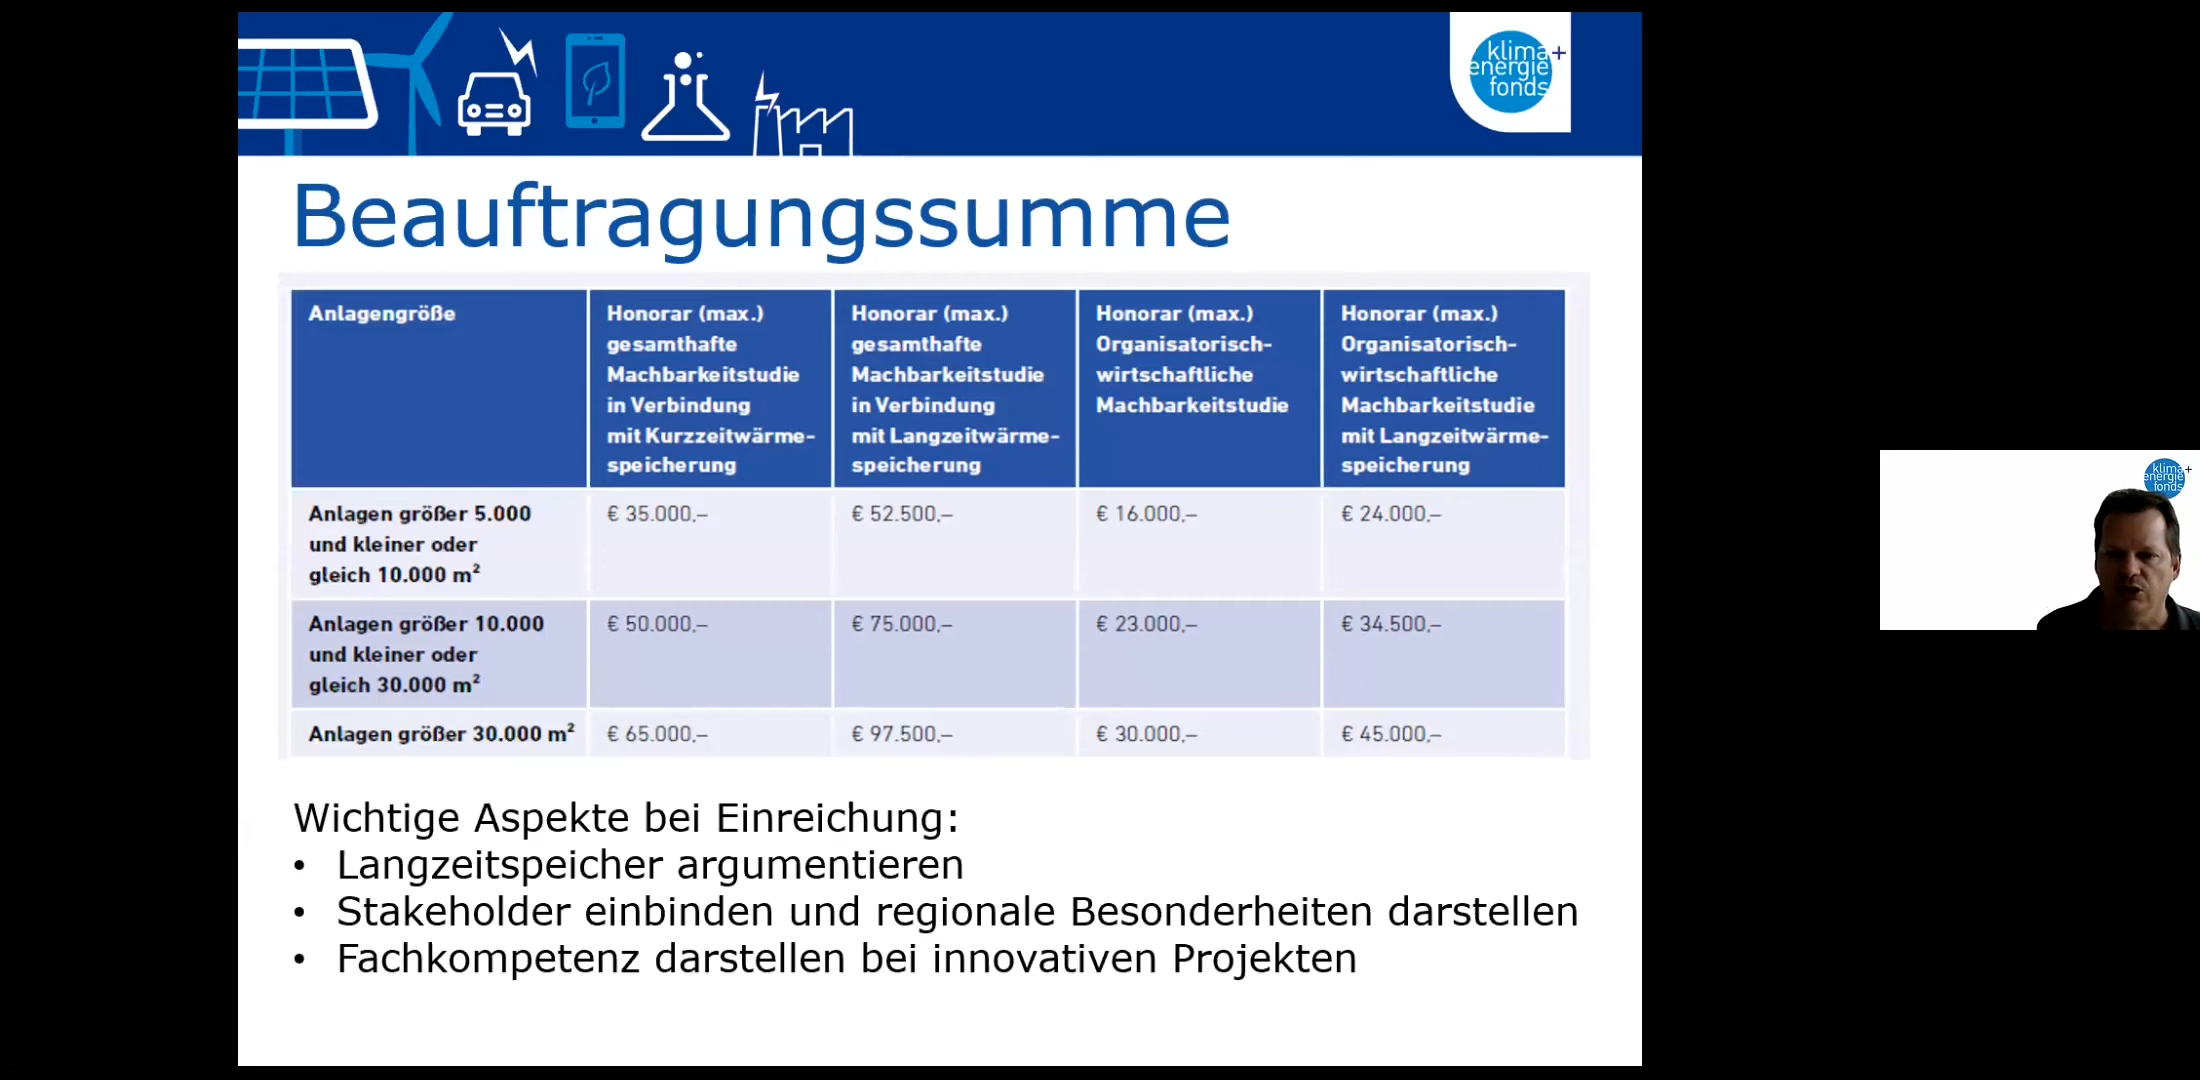 klima+
energie
fonds
Beauftragungssumme
Anlagengröße
Honorar (max.)
gesamthafte
Machbarkeitstudie
in Verbindung
mit Kurzzeitwärme-
speicherung
Honorar (max.)
gesamthafte
Machbarkeitstudie
in Verbindung
mit Langzeitwärme-
speicherung
Honorar (max.)
Organisatorisch-
wirtschaftliche
Machbarkeitstudie
Honorar (max.)
Organisatorisch-
wirtschaftliche
Machbarkeitstudie
mit Langzeitwärme-
speicherung
Anlagen größer 5.000
und kleiner oder
gleich 10.000 m²
€ 35.000,–
€ 52.500,–
€ 16.000,–
€ 24.000,–
Anlagen größer 10.000
und kleiner oder
gleich 30.000 m²
€ 50.000,–
€ 75.000,–
€ 23.000,–
€ 34.500,–
Anlagen größer 30.000 m²
€ 65.000,–
€ 97.500,–
€ 30.000,–
€ 45.000,–
Wichtige Aspekte bei Einreichung:
• Langzeitspeicher argumentieren
• Stakeholder einbinden und regionale Besonderheiten darstellen
• Fachkompetenz darstellen bei innovativen Projekten
klima+
energie
fonds